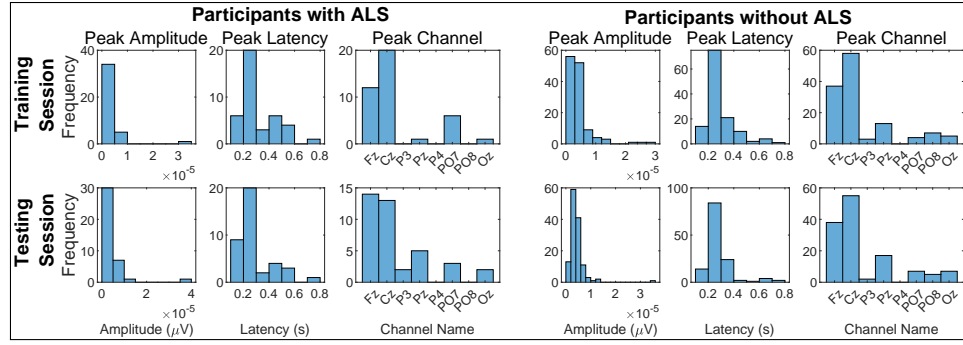 Participants with ALS
Participants without ALS
Peak Amplitude Peak Latency Peak Channel
Peak Amplitude Peak Latency Peak Channel
Training Session
Frequency
40
20
0
0 1 2 3
×10-5
20
10
0
0.2 0.4 0.6 0.8
20
10
0
Fz Cz P3 Pz P4 PO7 PO8 Oz
60
40
20
0
0 1 2 3
×10-5
60
40
20
0
0.2 0.4 0.6 0.8
60
40
20
0
Fz Cz P3 Pz P4 PO7 PO8 Oz
Testing Session
Frequency
30
20
10
0
0 2 4
×10-5
20
10
0
0.2 0.4 0.6 0.8
15
10
5
0
Fz Cz P3 Pz P4 PO7 PO8 Oz
60
40
20
0
0 1 2 3
×10-5
100
50
0
0.2 0.4 0.6 0.8
60
40
20
0
Fz Cz P3 Pz P4 PO7 PO8 Oz
Amplitude (μV) Latency (s) Channel Name
Amplitude (μV) Latency (s) Channel Name